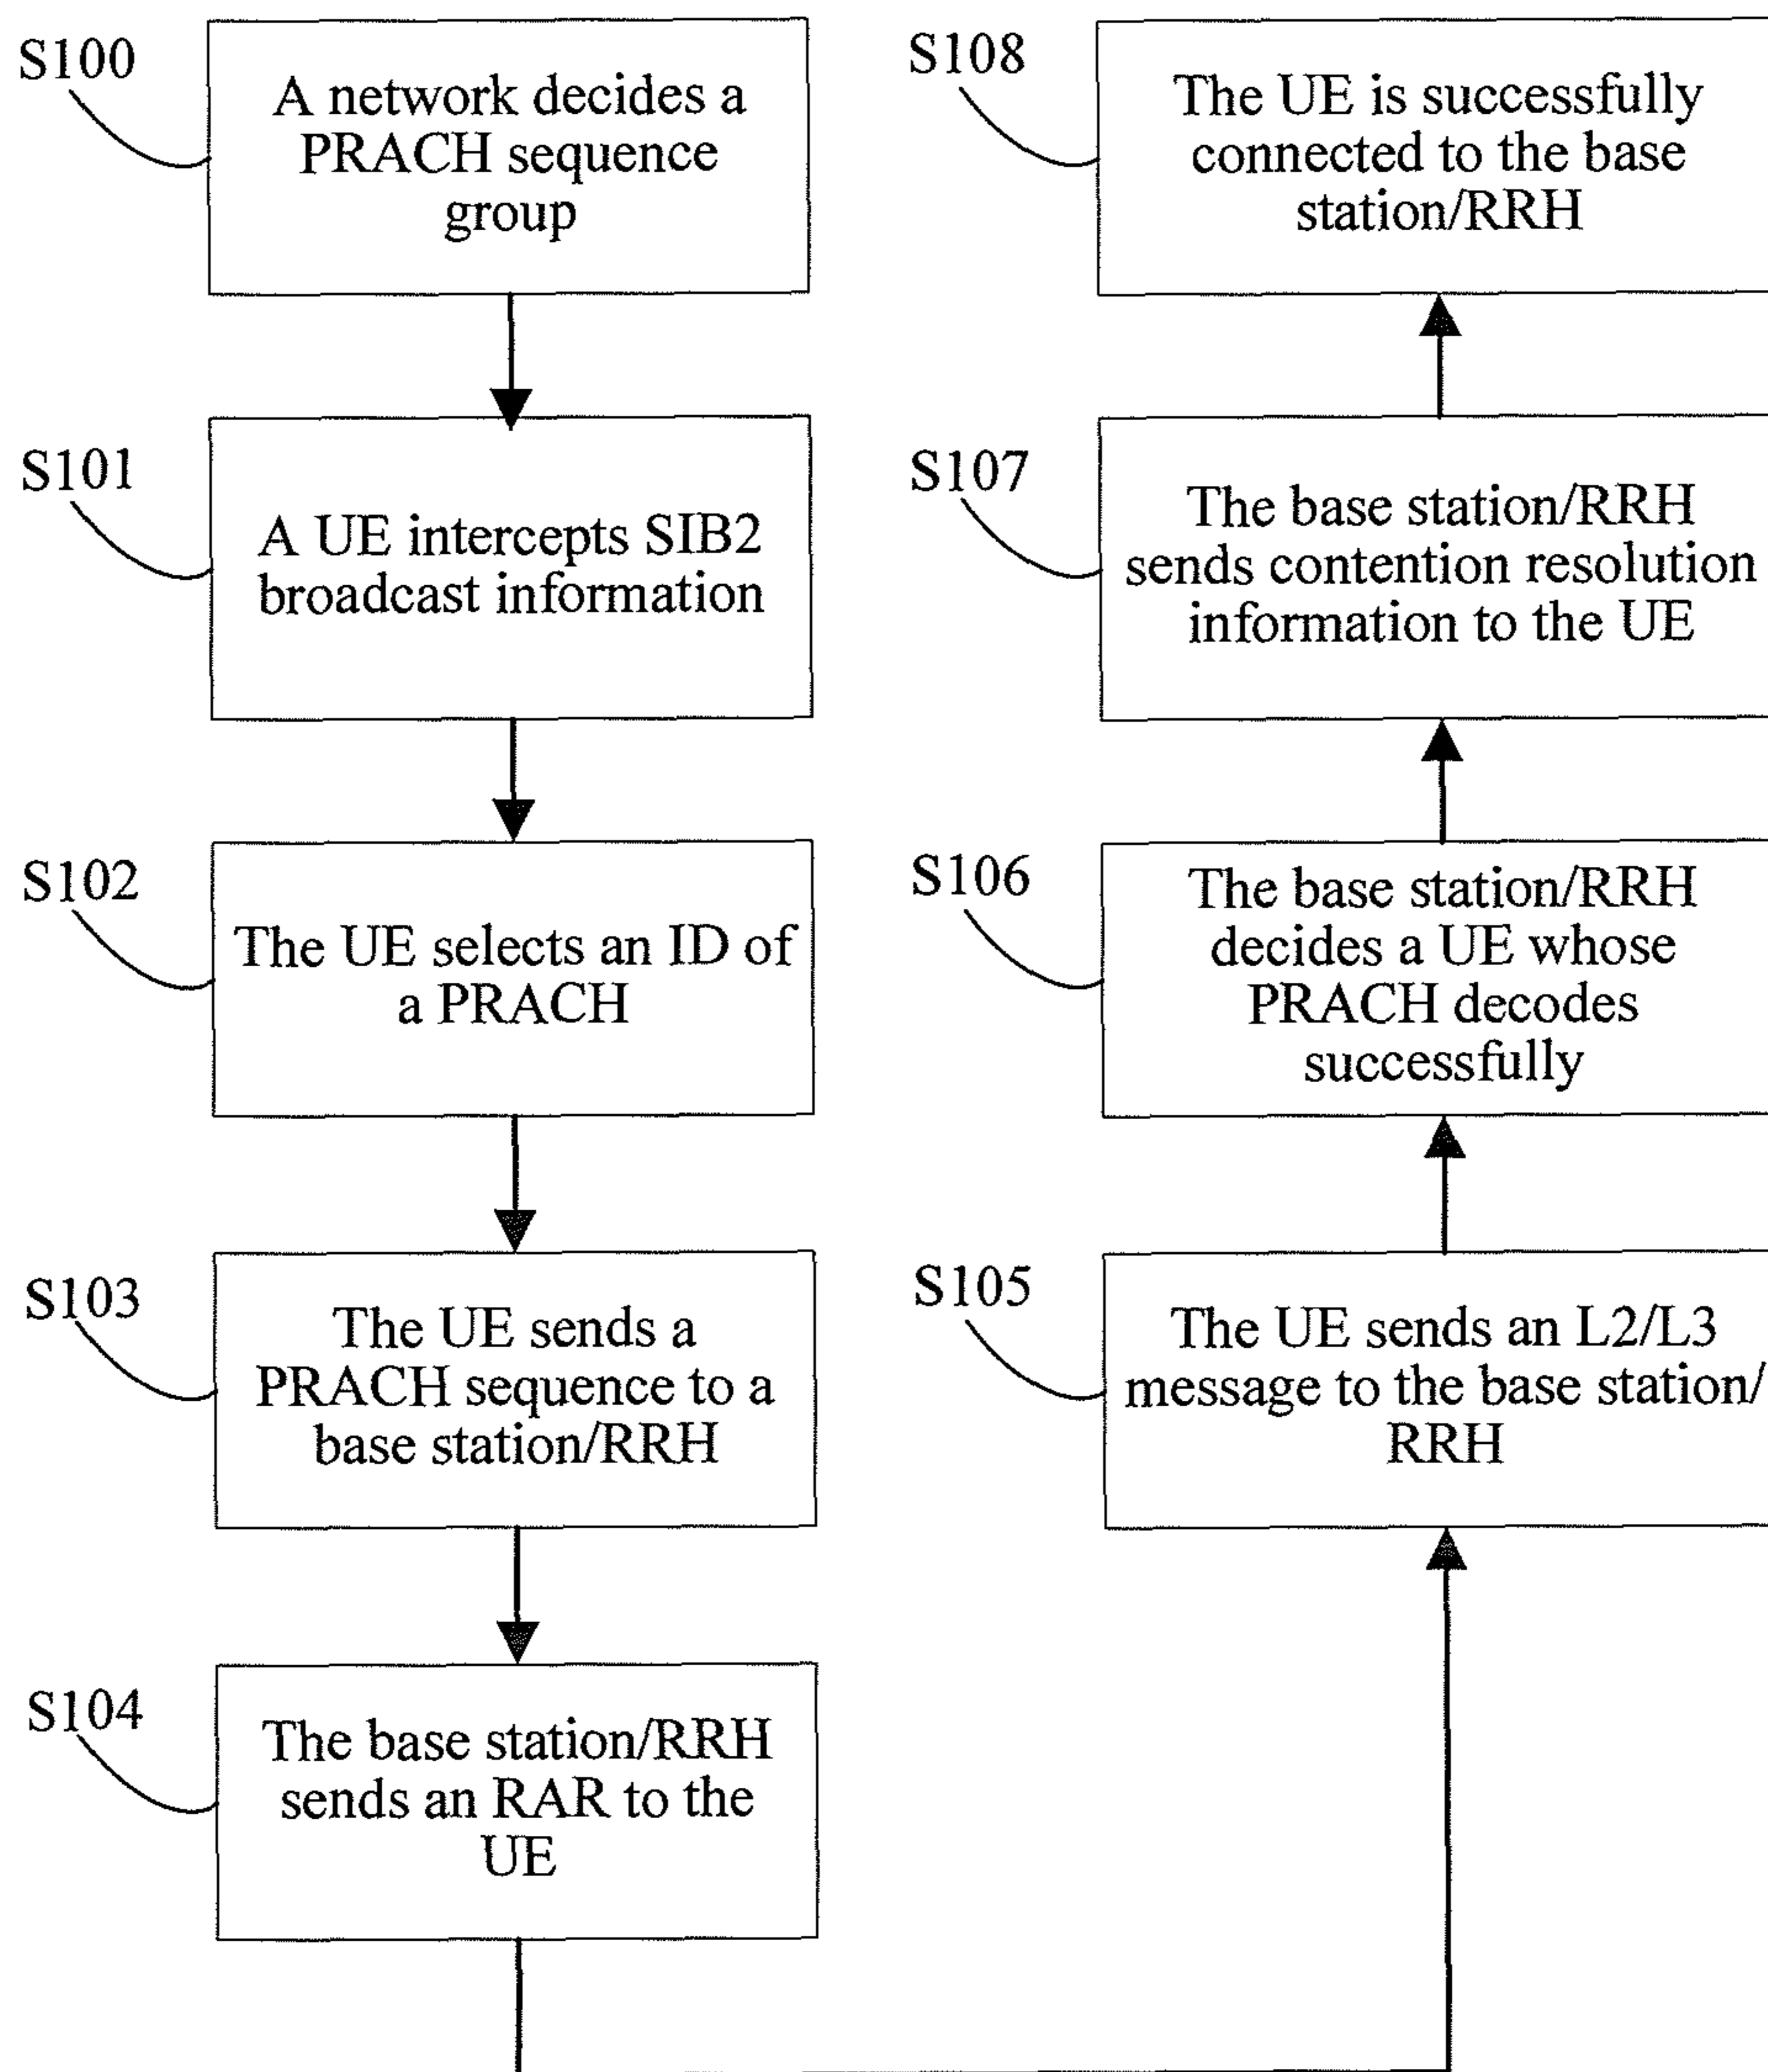 S100
A network decides a
PRACH sequence
group
S101
A UE intercepts SIB2
broadcast information
S102
The UE selects an ID of
a PRACH
S103
The UE sends a
PRACH sequence to a
base station/RRH
S104
The base station/RRH
sends an RAR to the
UE
S105
The UE sends an L2/L3
message to the base station/
RRH
S106
The base station/RRH
decides a UE whose
PRACH decodes
successfully
S107
The base station/RRH
sends contention resolution
information to the UE
S108
The UE is successfully
connected to the base
station/RRH